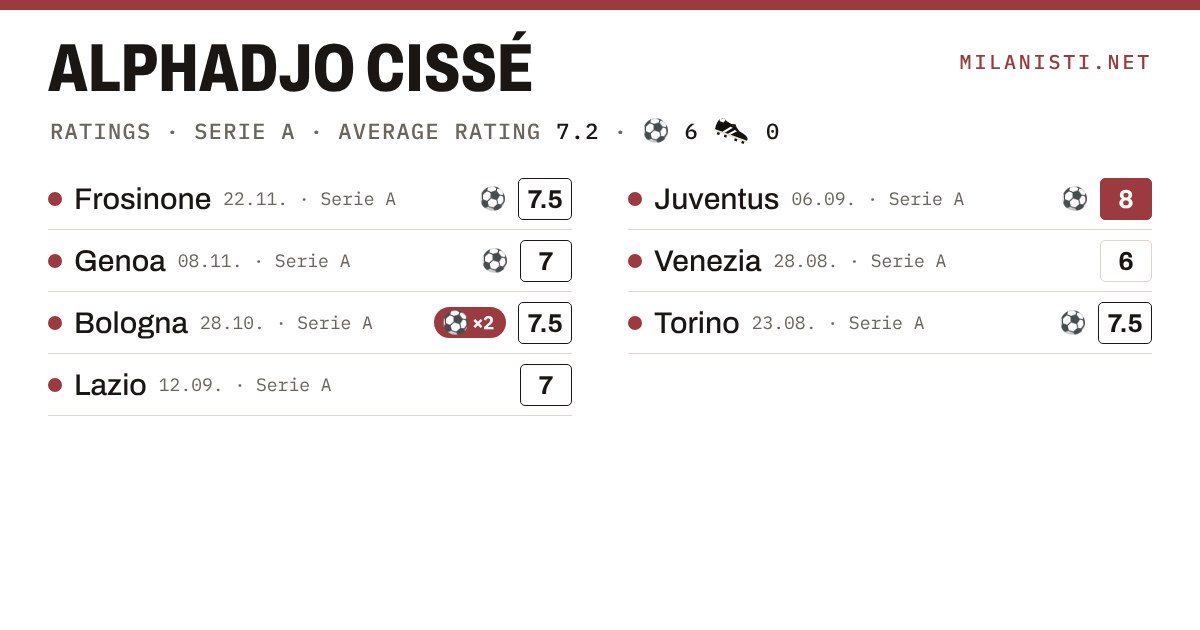 ALPHADJO CISSÉ
MILANISTI.NET
RATINGS · SERIE A · AVERAGE RATING 7.2 · ⚽ 6 0
Frosinone 22.11. · Serie A ⚽ 7.5
Genoa 08.11. · Serie A ⚽ 7
Bologna 28.10. · Serie A ⚽ ×2 7.5
Lazio 12.09. · Serie A 7
Juventus 06.09. · Serie A ⚽ 8
Venezia 28.08. · Serie A 6
Torino 23.08. · Serie A ⚽ 7.5